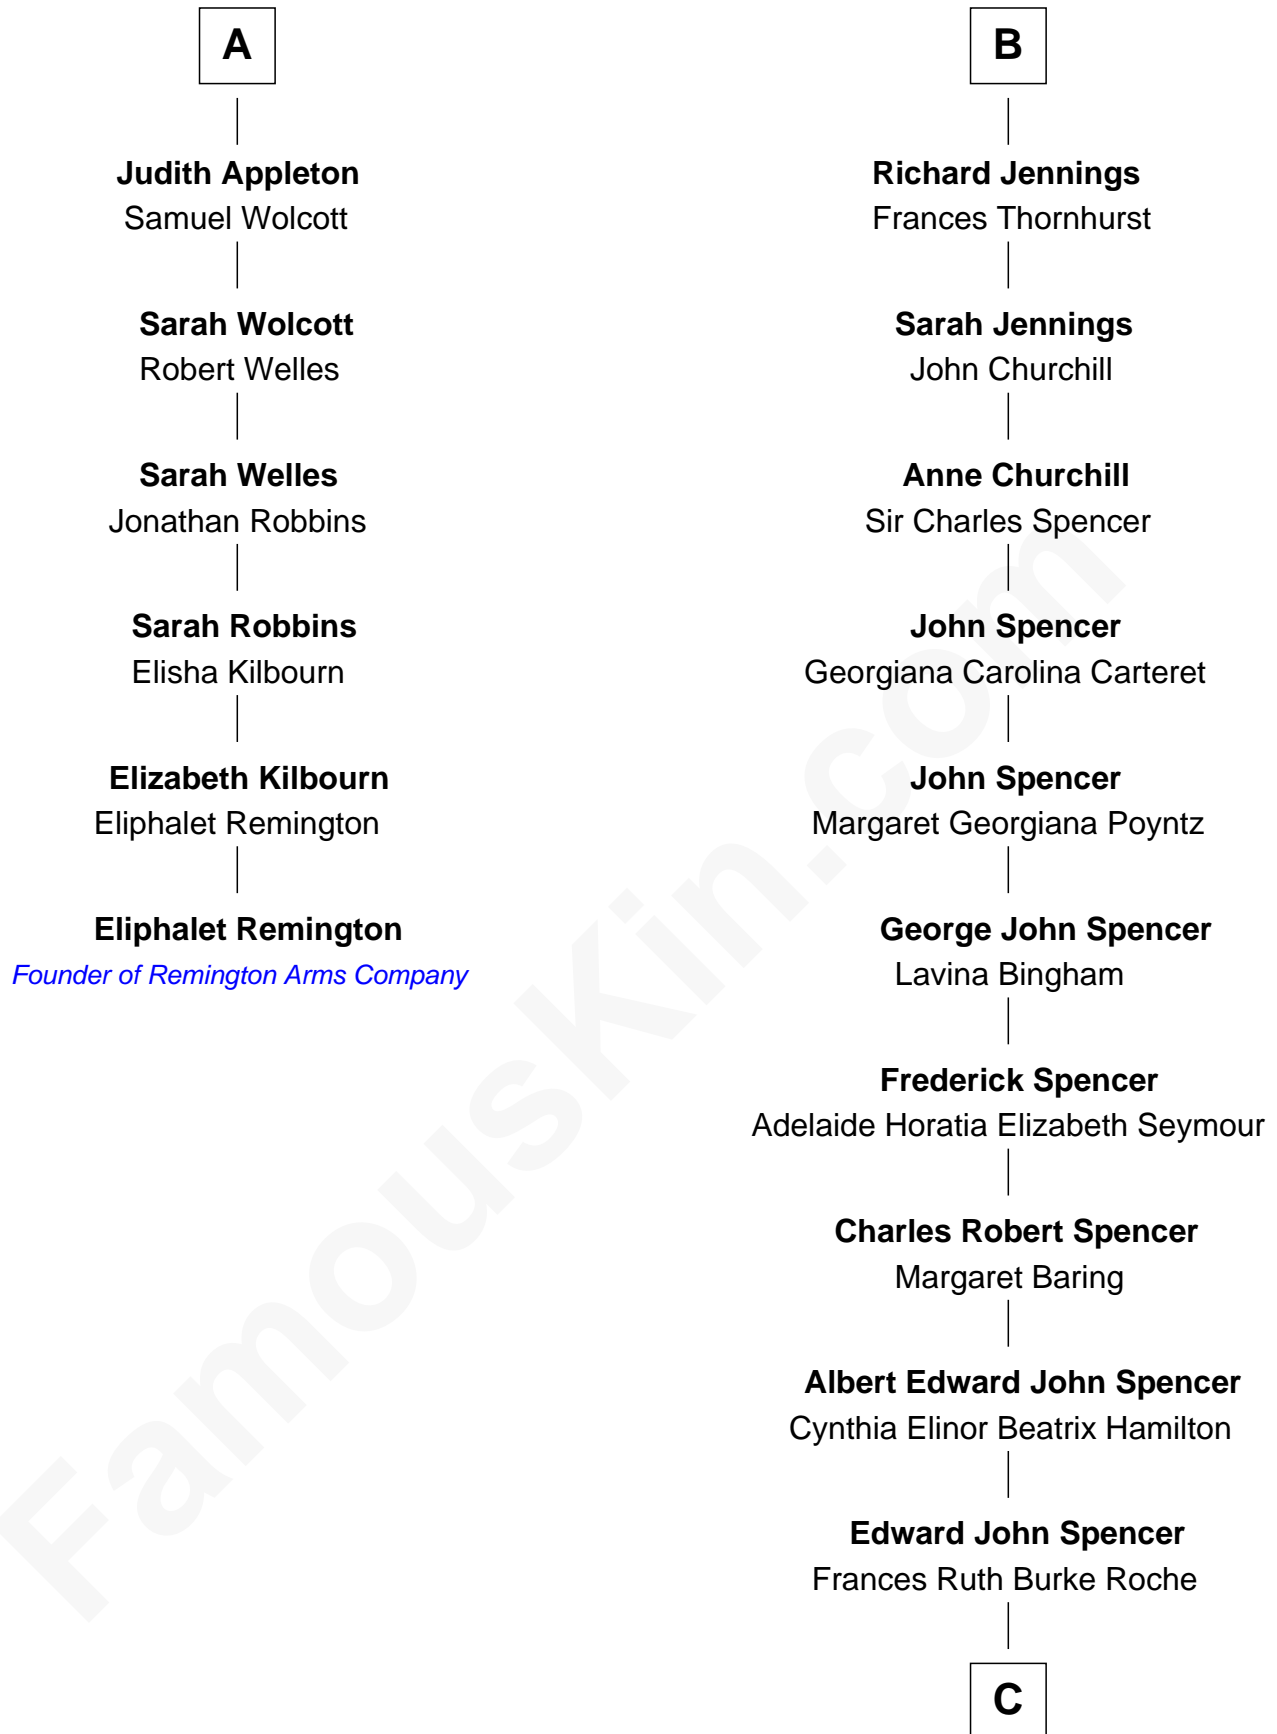 A
Judith Appleton
Samuel Wolcott
Sarah Wolcott
Robert Welles
Sarah Welles
Jonathan Robbins
Sarah Robbins
Elisha Kilbourn
Elizabeth Kilbourn
Eliphalet Remington
Eliphalet Remington
Founder of Remington Arms Company
B
Richard Jennings
Frances Thornhurst
Sarah Jennings
John Churchill
Anne Churchill
Sir Charles Spencer
John Spencer
Georgiana Carolina Carteret
John Spencer
Margaret Georgiana Poyntz
George John Spencer
Lavina Bingham
Frederick Spencer
Adelaide Horatia Elizabeth Seymour
Charles Robert Spencer
Margaret Baring
Albert Edward John Spencer
Cynthia Elinor Beatrix Hamilton
Edward John Spencer
Frances Ruth Burke Roche
C
FamousKin.com